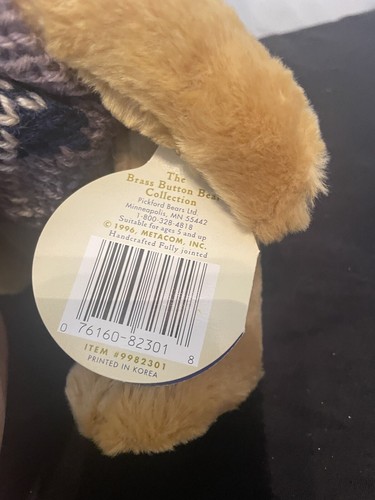 The
Brass Button Bear
Collection
Pickford Bears Ltd.
Minneapolis, MN 55442
1-800-328-4818
Suitable for ages 5 and up
© 1996, METACOM, INC.
Handcrafted Fully jointed
0 76160-82301 8
ITEM #9982301
PRINTED IN KOREA